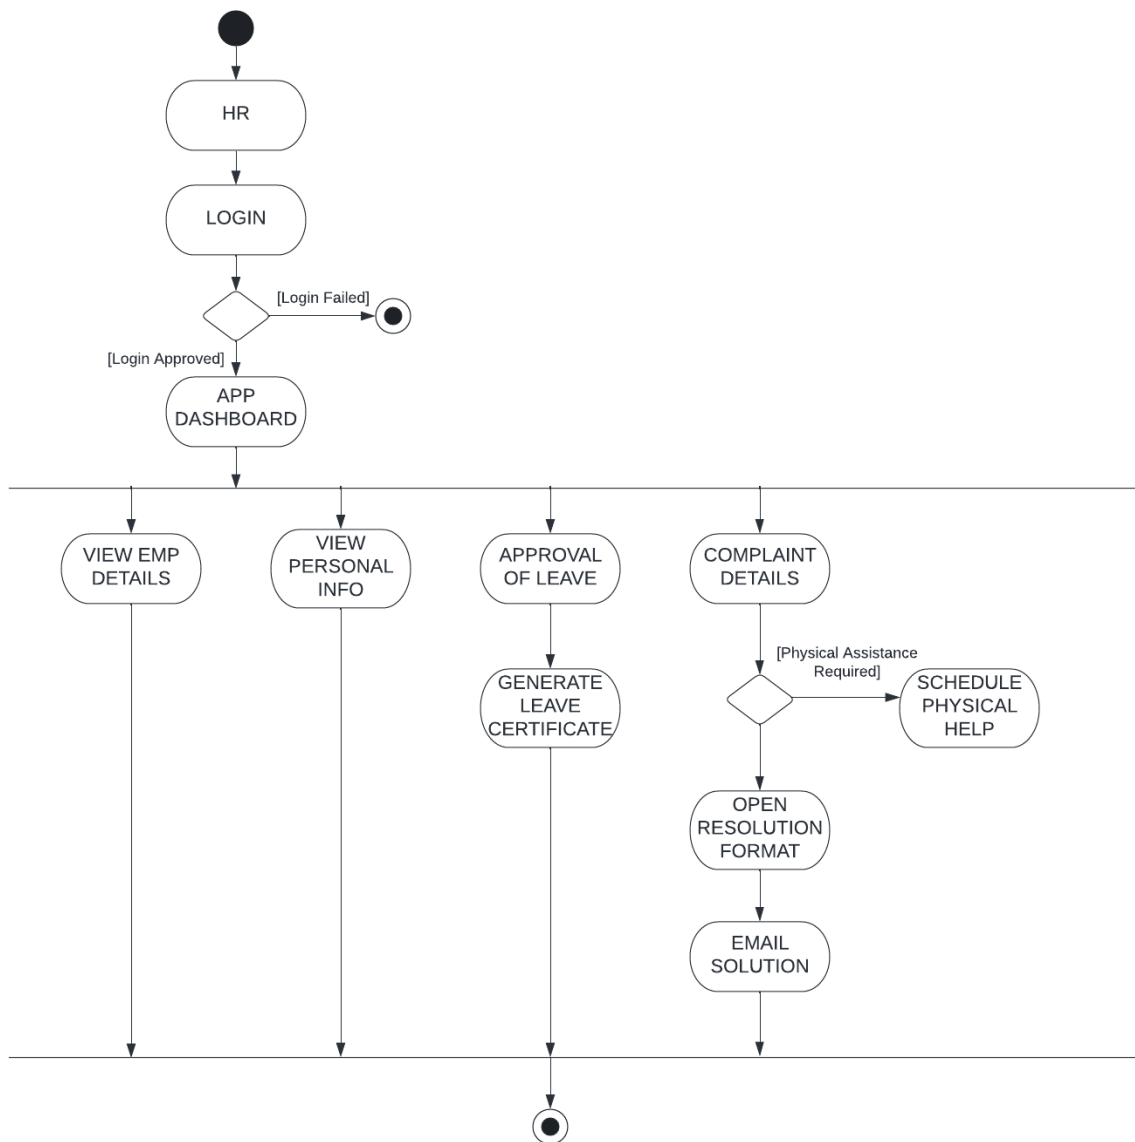 HR
LOGIN
[Login Failed]
[Login Approved]
APP
DASHBOARD
VIEW EMP
DETAILS
VIEW
PERSONAL
INFO
APPROVAL
OF LEAVE
COMPLAINT
DETAILS
[Physical Assistance
Required]
GENERATE
LEAVE
CERTIFICATE
SCHEDULE
PHYSICAL
HELP
OPEN
RESOLUTION
FORMAT
EMAIL
SOLUTION